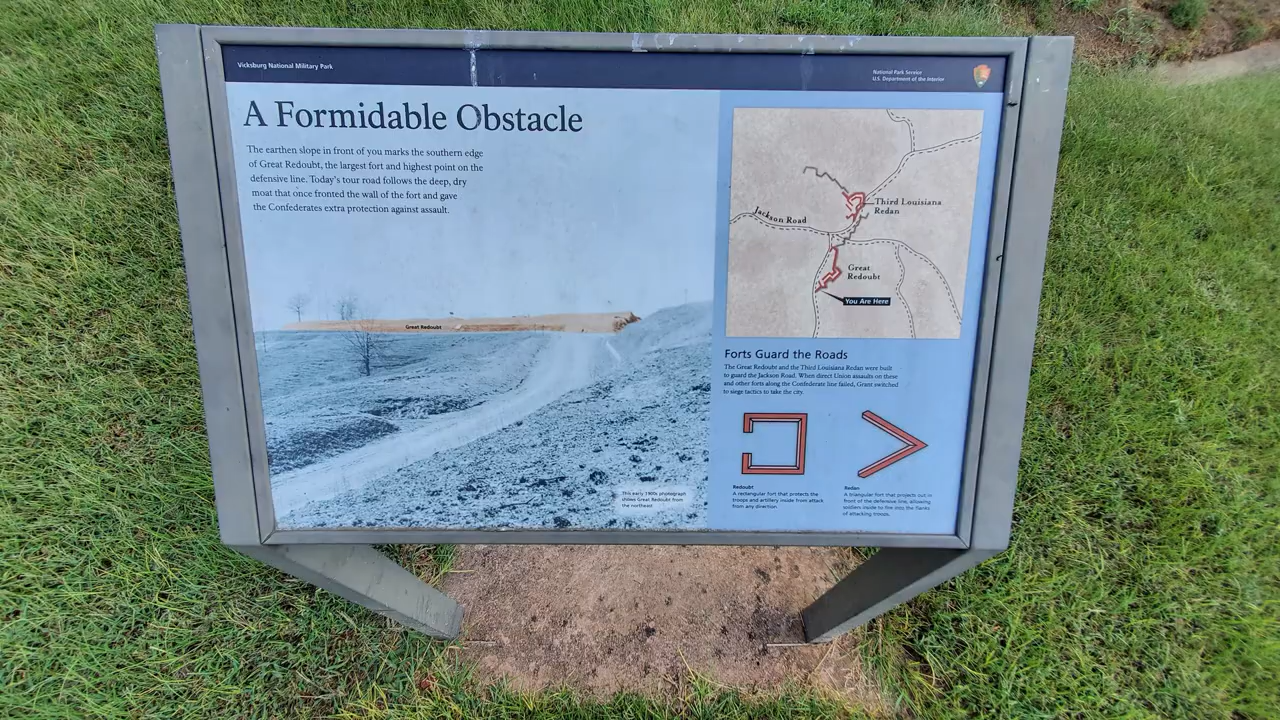 Vicksburg National Military Park
National Park Service
U.S. Department of the Interior
A Formidable Obstacle
The earthen slope in front of you marks the southern edge
of Great Redoubt, the largest fort and highest point on the
defensive line. Today's tour road follows the deep, dry
moat that once fronted the wall of the fort and gave
the Confederates extra protection against assault.
Great Redoubt
This early 1900s photograph
shows Great Redoubt from
the northeast.
Jackson Road
Third Louisiana
Redan
Great
Redoubt
You Are Here
Forts Guard the Roads
The Great Redoubt and the Third Louisiana Redan were built
to guard the Jackson Road. When direct Union assaults on these
and other forts along the Confederate line failed, Grant switched
to siege tactics to take the city.
Redoubt
A rectangular fort that protects the
troops and artillery inside from attack
from any direction.
Redan
A triangular fort that projects out in
front of the defensive line, allowing
soldiers inside to fire into the flanks
of attacking troops.